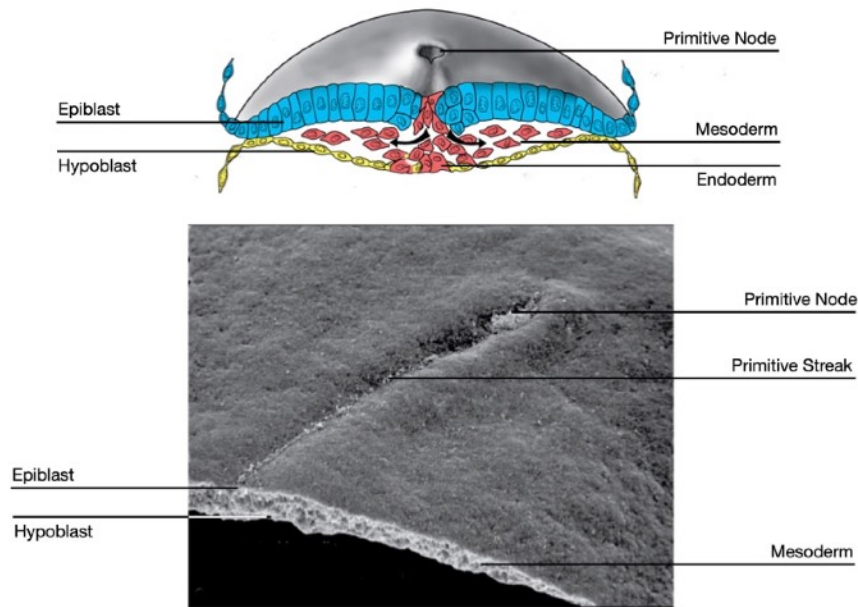 Primitive Node
Epiblast
Mesoderm
Hypoblast
Endoderm
Primitive Node
Primitive Streak
Epiblast
Hypoblast
Mesoderm